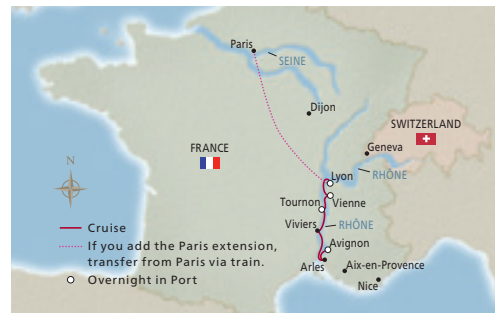 Paris
SEINE
Dijon
SWITZERLAND
FRANCE
Geneva
Lyon
RHÔNE
Vienne
Tournon
Viviers
RHÔNE
Avignon
Arles
Aix-en-Provence
Nice
N
Cruise
If you add the Paris extension,
transfer from Paris via train.
Overnight in Port